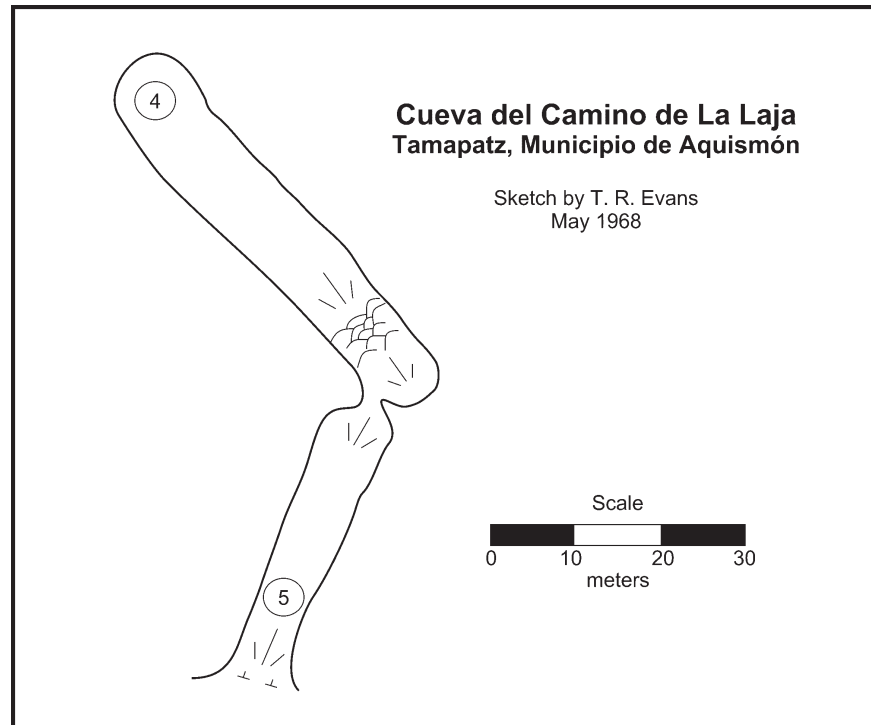 4
Cueva del Camino de La Laja
Tamapatz, Municipio de Aquismón
Sketch by T. R. Evans
May 1968
Scale
0 10 20 30
meters
5